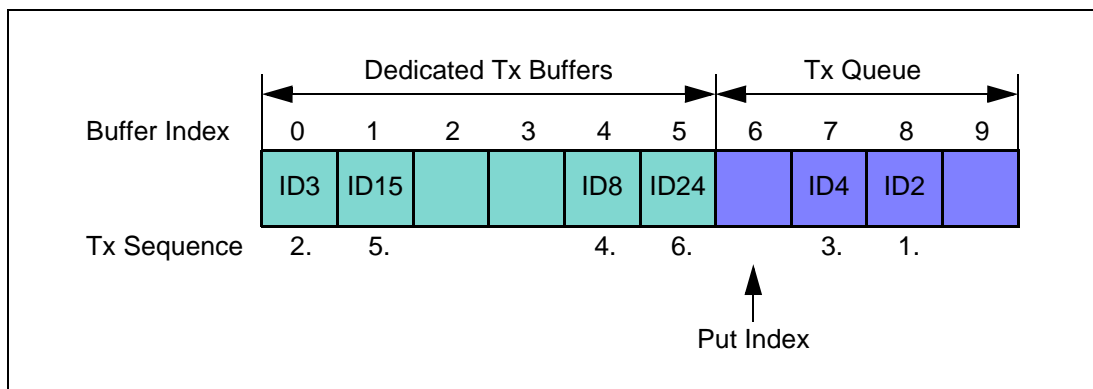 Dedicated Tx Buffers Tx Queue
Buffer Index 0 1 2 3 4 5 6 7 8 9
ID3 ID15 ID8 ID24 ID4 ID2
Tx Sequence 2. 5. 4. 6. 3. 1.
Put Index